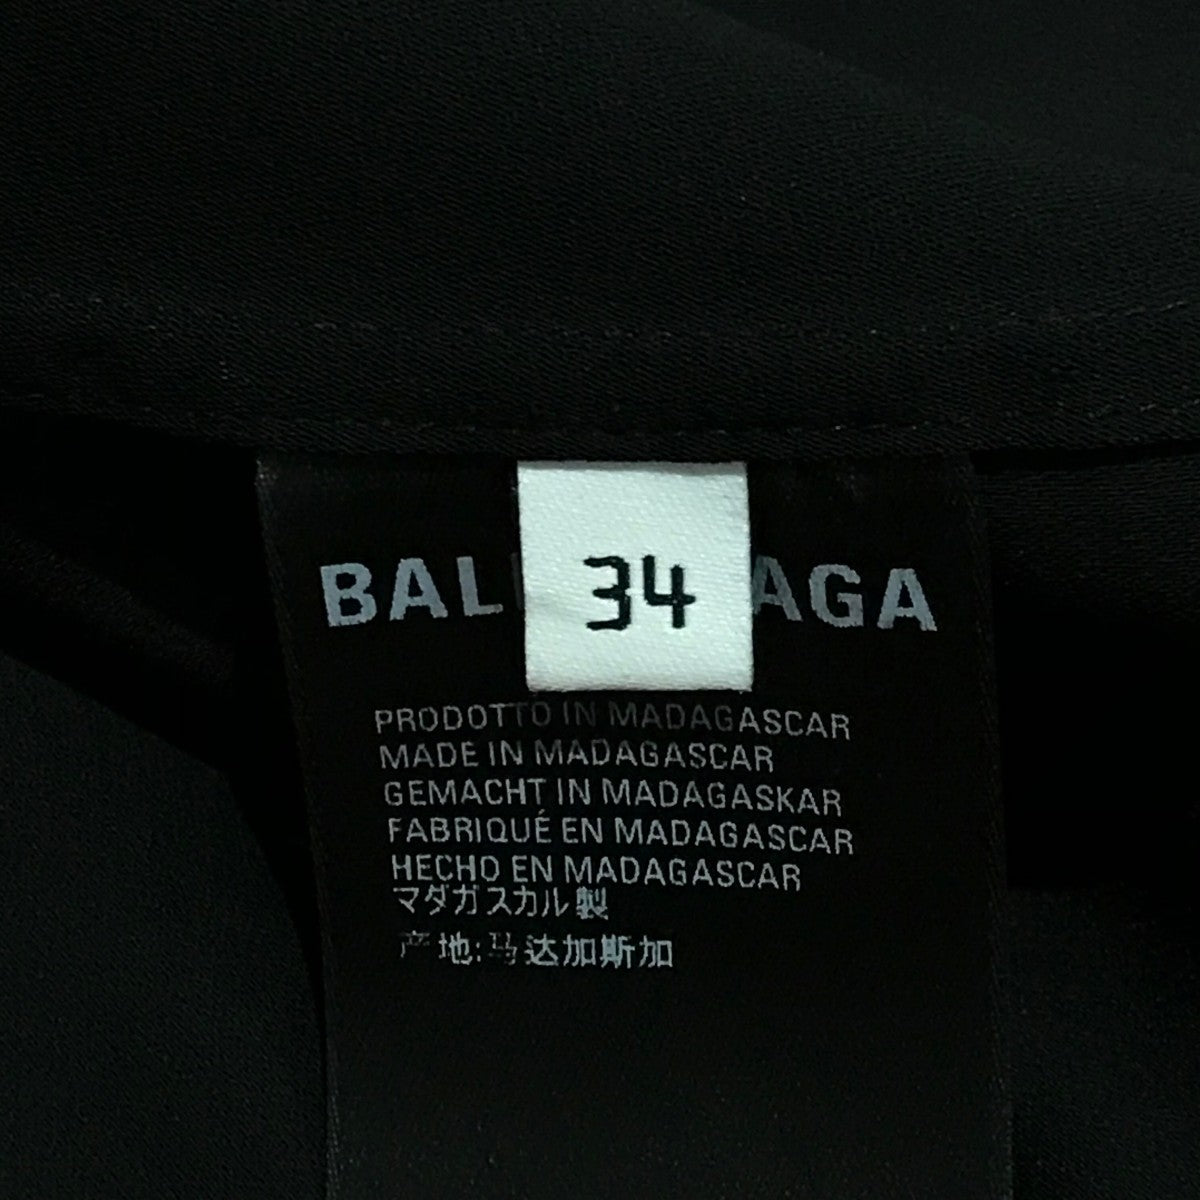 BAL 34 AGA
PRODOTTO IN MADAGASCAR
MADE IN MADAGASCAR
GEMACHT IN MADAGASKAR
FABRIQUÉ EN MADAGASCAR
HECHO EN MADAGASCAR
マダガスカル製
产地:马达加斯加